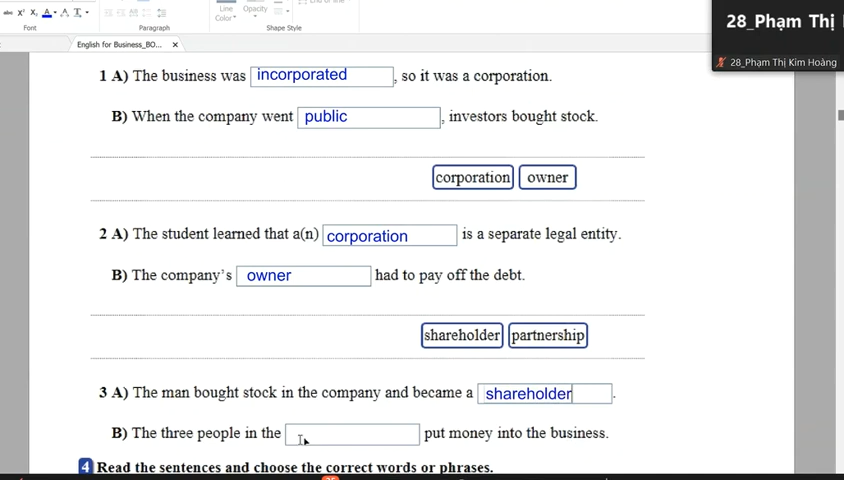 Line
Color
Opacity
Font
Paragraph
Shape Style
English for Business_BO...
28_Phạm Thị
28_Phạm Thị Kim Hoàng
1 A) The business was incorporated, so it was a corporation.
B) When the company went public, investors bought stock.
corporation owner
2 A) The student learned that a(n) corporation is a separate legal entity.
B) The company's owner had to pay off the debt.
shareholder partnership
3 A) The man bought stock in the company and became a shareholder.
B) The three people in the put money into the business.
4 Read the sentences and choose the correct words or phrases.